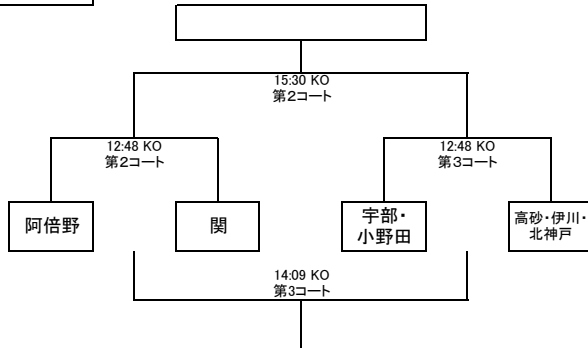 15:30 KO
第2コート
12:48 KO
第2コート
12:48 KO
第3コート
阿倍野
関
宇部・
小野田
高砂・伊川・
北神戸
14:09 KO
第3コート